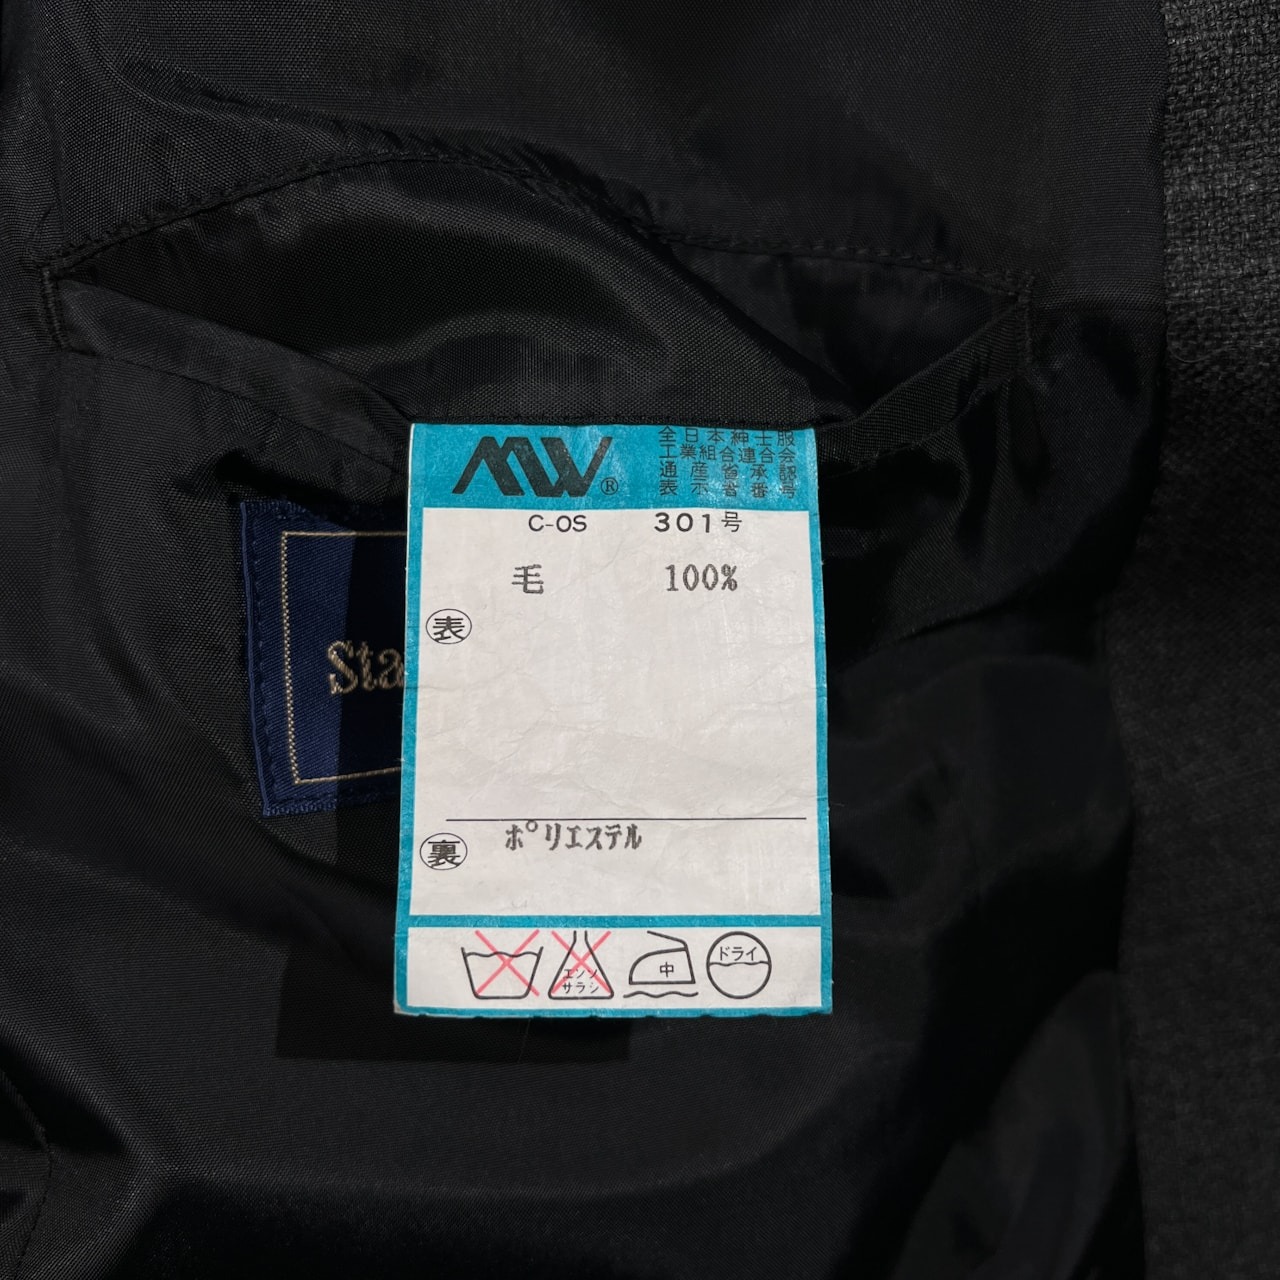 MW®
全日本紳士服
工業組合連合会
通産省承認
表示者番号
C-OS 301号
毛 100%
表
Sta
ポリエステル
裏
エンソ
サラシ
中
ドライ